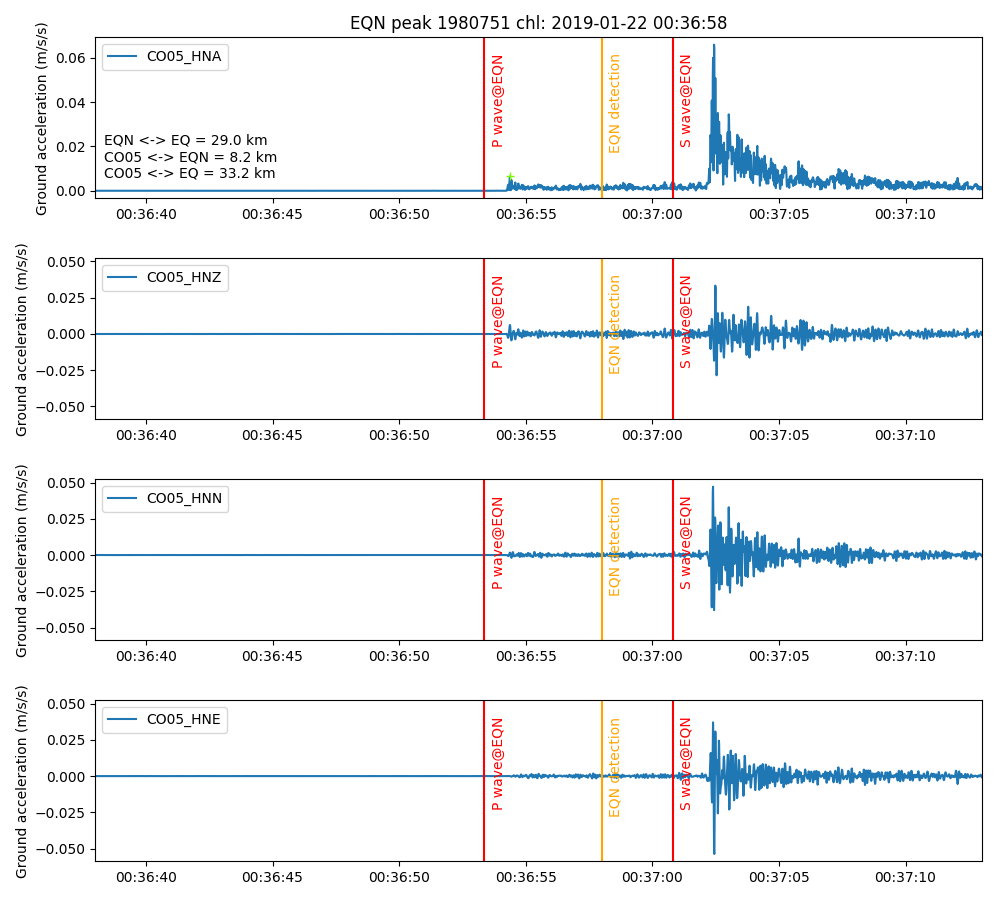 EQN peak 1980751 chl: 2019-01-22 00:36:58
Ground acceleration (m/s/s)
0.06
0.04
0.02
0.00
CO05_HNA
EQN <-> EQ = 29.0 km
CO05 <-> EQN = 8.2 km
CO05 <-> EQ = 33.2 km
P wave@EQN
EQN detection
S wave@EQN
00:36:40 00:36:45 00:36:50 00:36:55 00:37:00 00:37:05 00:37:10
Ground acceleration (m/s/s)
0.050
0.025
0.000
−0.025
−0.050
CO05_HNZ
P wave@EQN
EQN detection
S wave@EQN
00:36:40 00:36:45 00:36:50 00:36:55 00:37:00 00:37:05 00:37:10
Ground acceleration (m/s/s)
0.050
0.025
0.000
−0.025
−0.050
CO05_HNN
P wave@EQN
EQN detection
S wave@EQN
00:36:40 00:36:45 00:36:50 00:36:55 00:37:00 00:37:05 00:37:10
Ground acceleration (m/s/s)
0.050
0.025
0.000
−0.025
−0.050
CO05_HNE
P wave@EQN
EQN detection
S wave@EQN
00:36:40 00:36:45 00:36:50 00:36:55 00:37:00 00:37:05 00:37:10